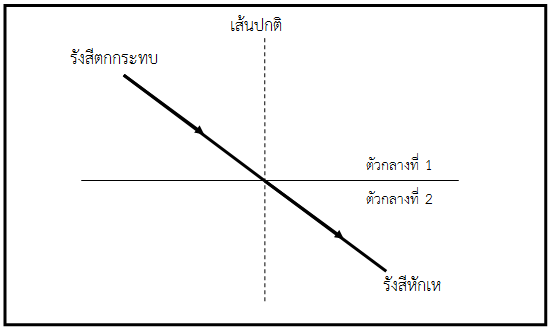 เส้นปกติ
รังสีตกกระทบ
ตัวกลางที่ 1
ตัวกลางที่ 2
รังสีหักเห